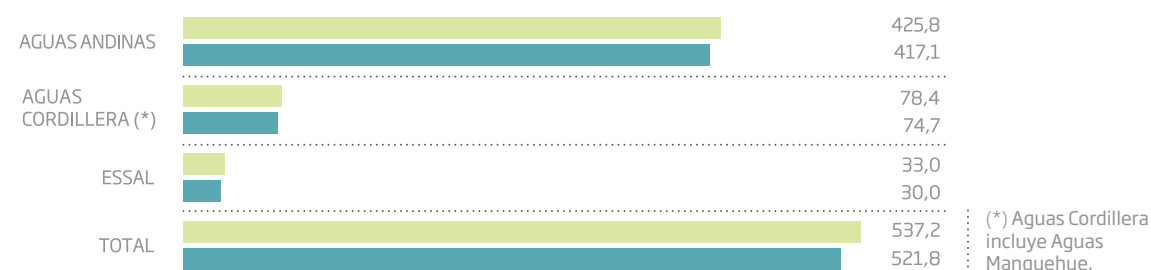 AGUAS ANDINAS
425,8
417,1
AGUAS
CORDILLERA (*)
78,4
74,7
ESSAL
33,0
30,0
TOTAL
537,2
521,8
(*) Aguas Cordillera
incluye Aguas
Manquehue.